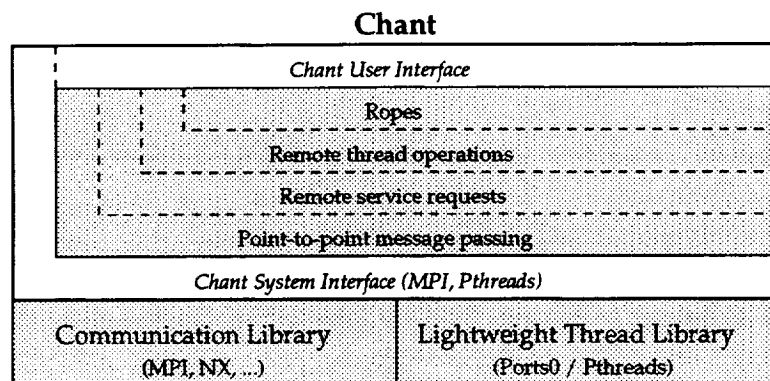 Chant
Chant User Interface
Ropes
Remote thread operations
Remote service requests
Point-to-point message passing
Chant System Interface (MPI, Pthreads)
Communication Library
(MPI, NX, ...)
Lightweight Thread Library
(Ports0 / Pthreads)